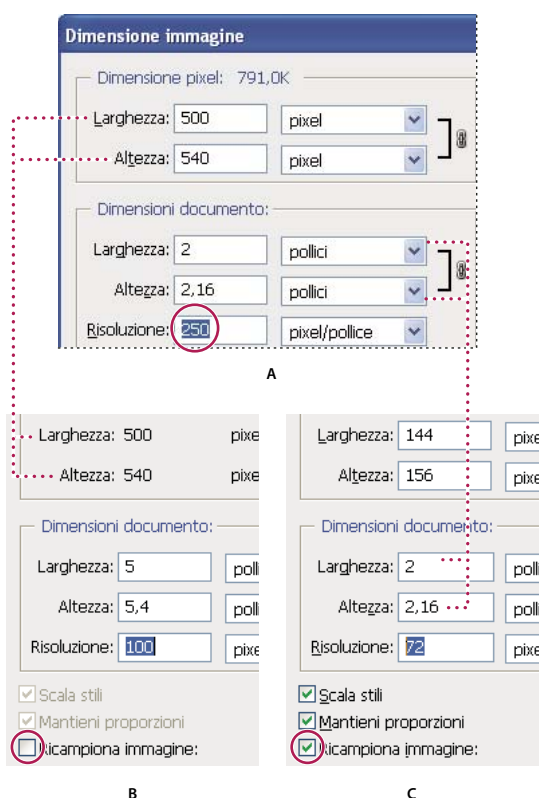 Dimensione immagine
Dimensione pixel: 791,0K
Larghezza: 500 pixel
Altezza: 540 pixel
Dimensioni documento:
Larghezza: 2 pollici
Altezza: 2,16 pollici
Risoluzione: 250 pixel/pollice
A
Larghezza: 500 pixe
Altezza: 540 pixe
Dimensioni documento:
Larghezza: 5 polli
Altezza: 5,4 polli
Risoluzione: 100 pixe
Scala stili
Mantieni proporzioni
Ricampiona immagine:
B
Larghezza: 144 pixe
Altezza: 156 pixe
Dimensioni documento:
Larghezza: 2 polli
Altezza: 2,16 polli
Risoluzione: 72 pixe
Scala stili
Mantieni proporzioni
Ricampiona immagine:
C